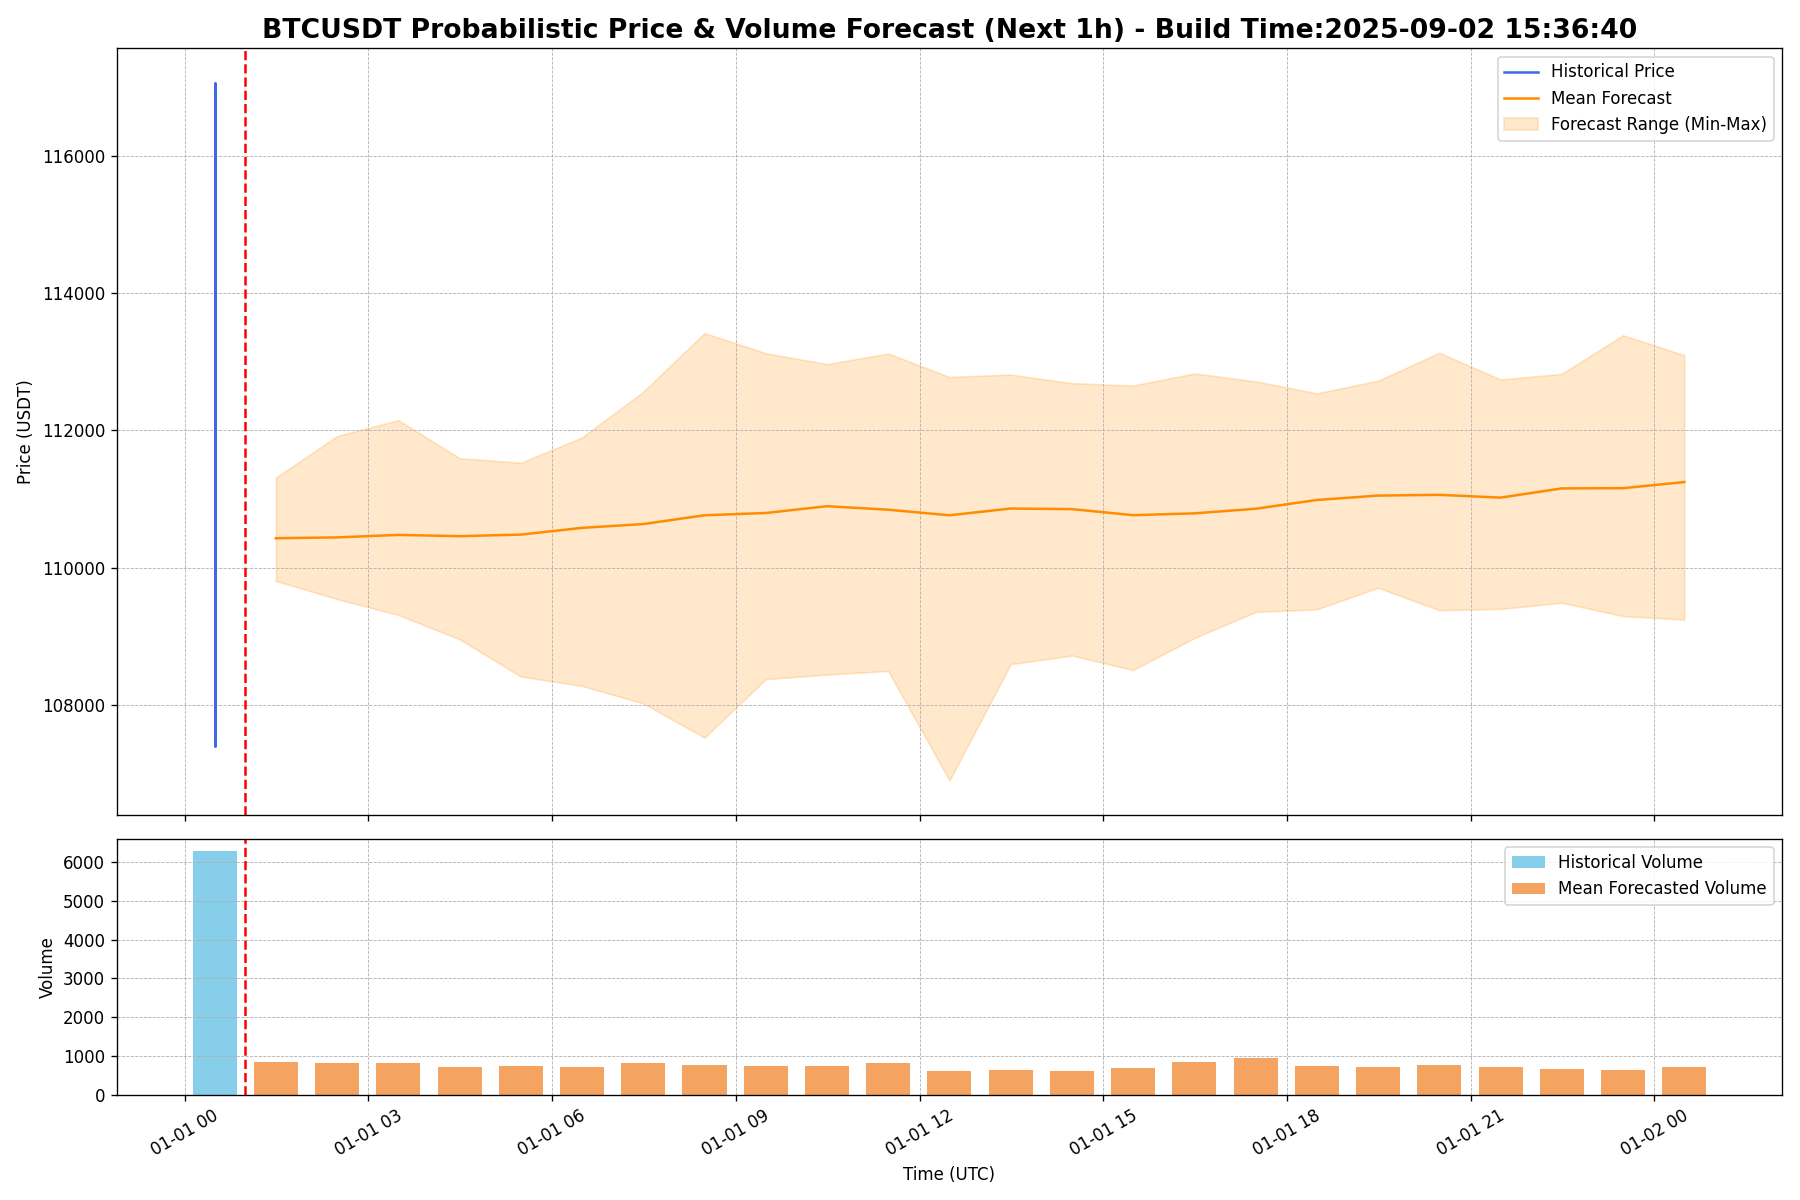 BTCUSDT Probabilistic Price & Volume Forecast (Next 1h) - Build Time:2025-09-02 15:36:40
Historical Price
Mean Forecast
Forecast Range (Min-Max)
116000
114000
112000
110000
108000
Price (USDT)
Historical Volume
Mean Forecasted Volume
6000
5000
4000
3000
2000
1000
0
Volume
01-01 00
01-01 03
01-01 06
01-01 09
01-01 12
01-01 15
01-01 18
01-01 21
01-02 00
Time (UTC)